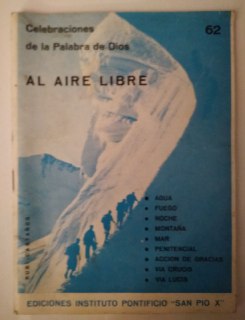 Celebraciones
de la Palabra de Dios
62
AL AIRE LIBRE
AGUA
FUEGO
NOCHE
MONTAÑA
MAR
PENITENCIAL
ACCION DE GRACIAS
VIA CRUCIS
VIA LUCIS
EDICIONES INSTITUTO PONTIFICIO "SAN PIO X"